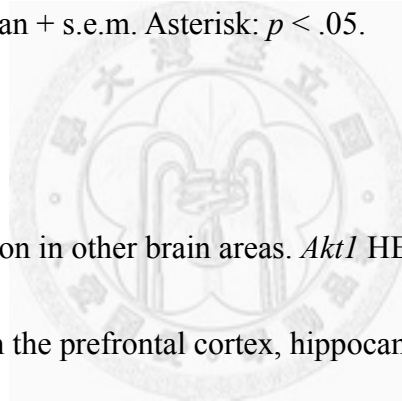 an + s.e.m. Asterisk: p < .05.
on in other brain areas. Akt1 HE
the prefrontal cortex, hippocan